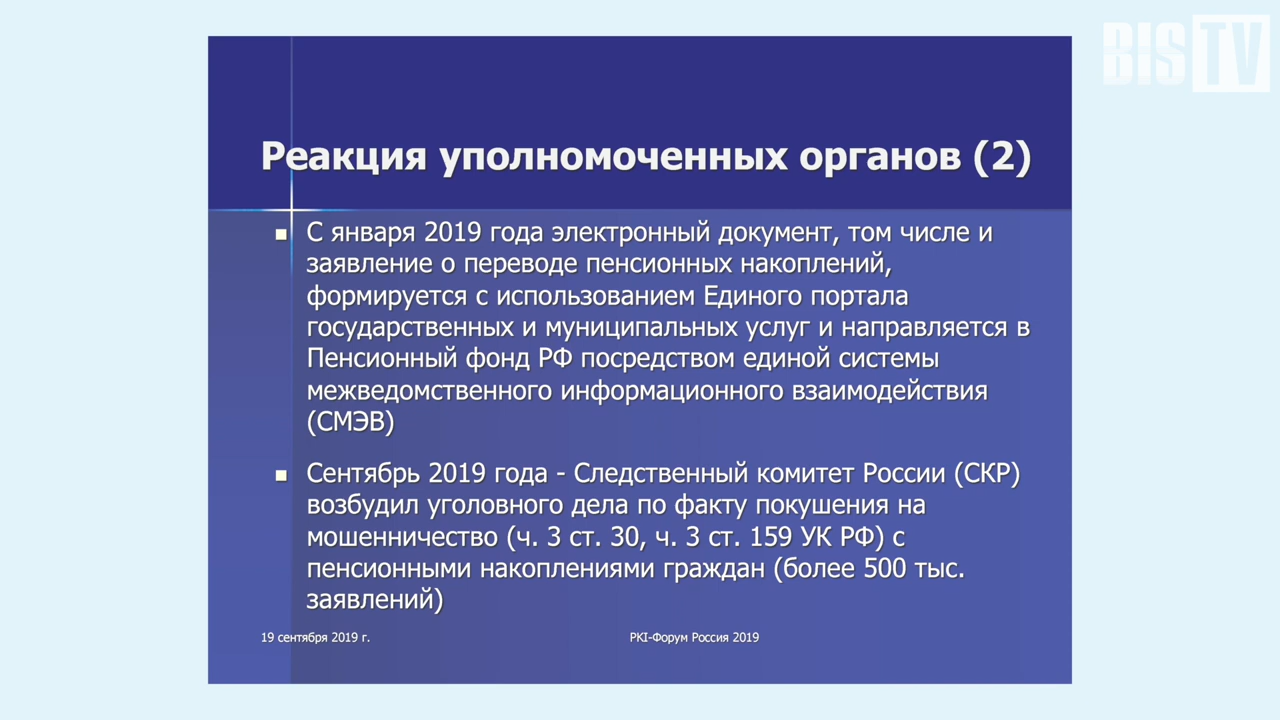 BIS TV
Реакция уполномоченных органов (2)
С января 2019 года электронный документ, том числе и
заявление о переводе пенсионных накоплений,
формируется с использованием Единого портала
государственных и муниципальных услуг и направляется в
Пенсионный фонд РФ посредством единой системы
межведомственного информационного взаимодействия
(СМЭВ)
Сентябрь 2019 года - Следственный комитет России (СКР)
возбудил уголовного дела по факту покушения на
мошенничество (ч. 3 ст. 30, ч. 3 ст. 159 УК РФ) с
пенсионными накоплениями граждан (более 500 тыс.
заявлений)
19 сентября 2019 г.
PKI-Форум Россия 2019